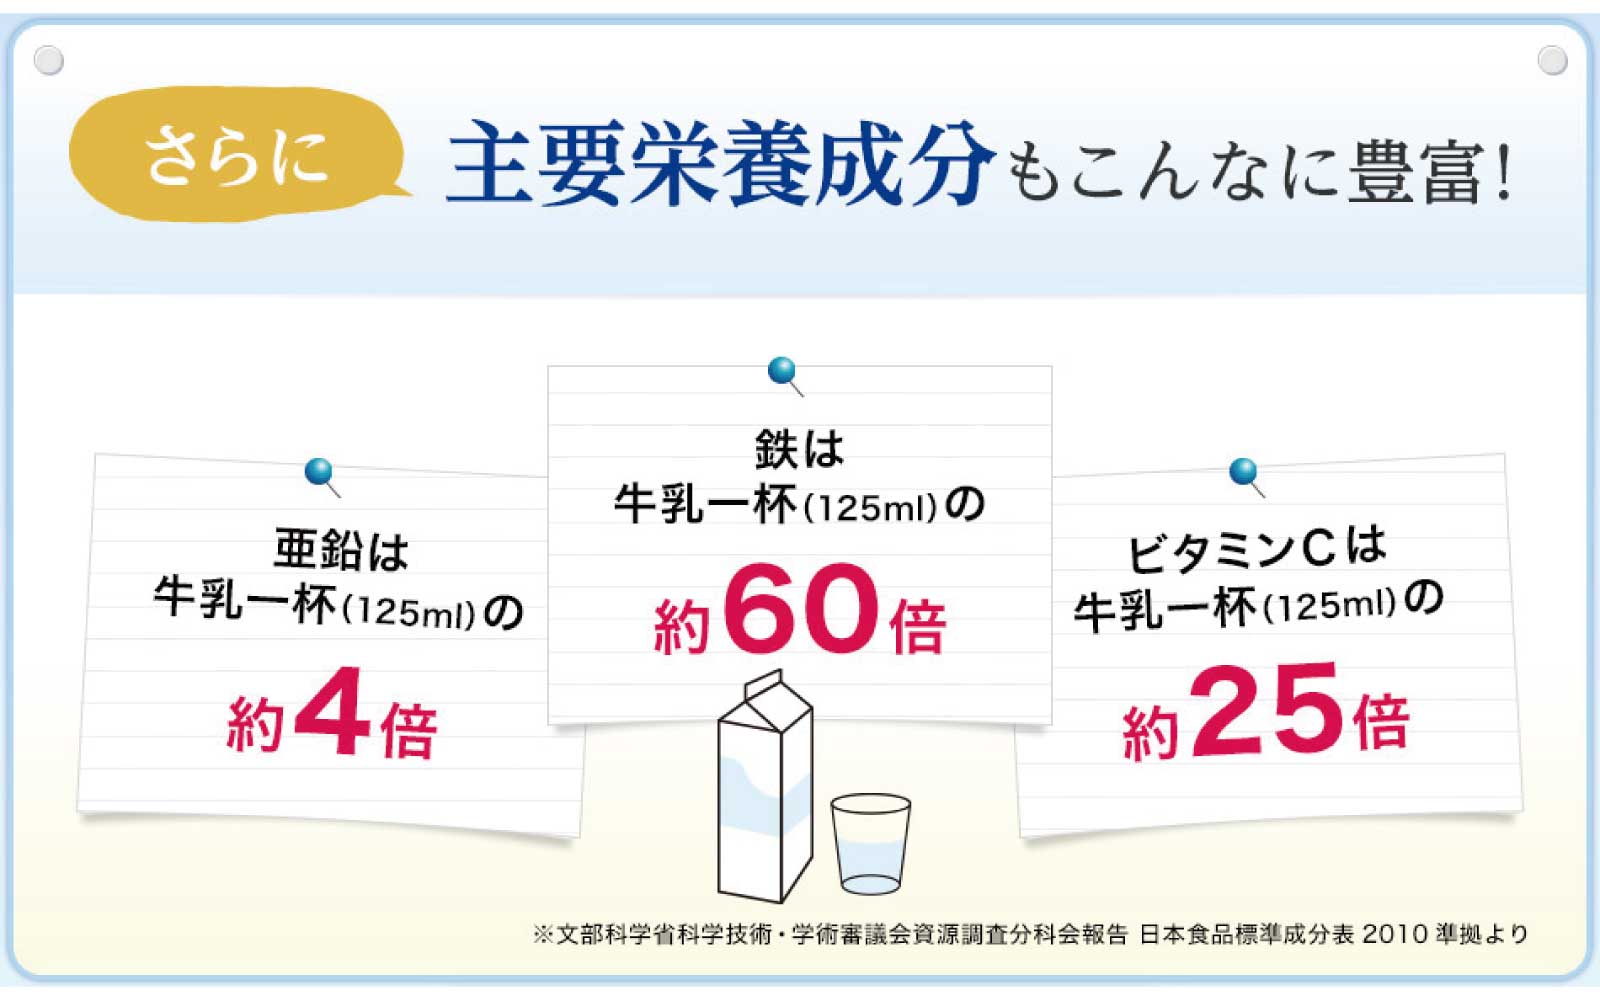 さらに
主要栄養成分もこんなに豊富!
亜鉛は
牛乳一杯(125ml)の
約4倍
鉄は
牛乳一杯(125ml)の
約60倍
ビタミンCは
牛乳一杯(125ml)の
約25倍
※文部科学省科学技術・学術審議会資源調査分科会報告 日本食品標準成分表2010準拠より